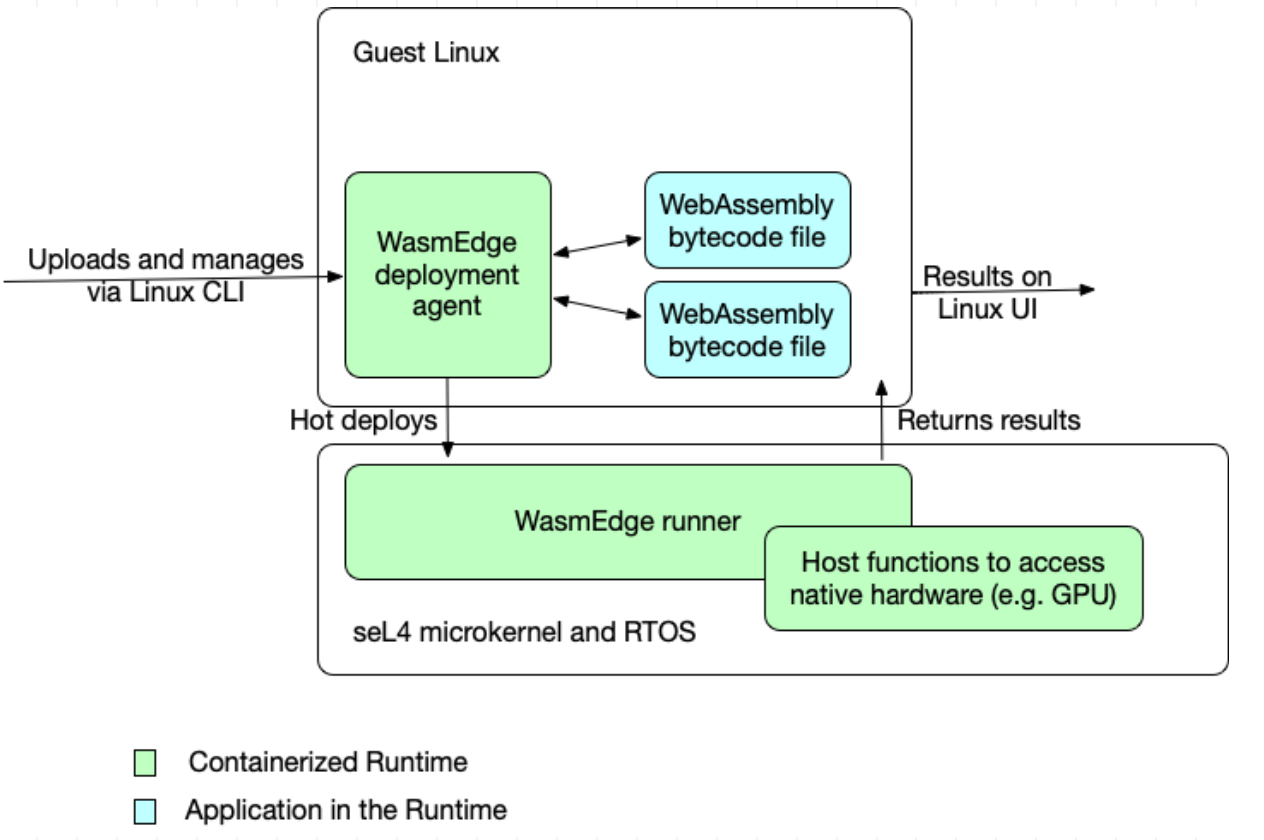 Guest Linux
WasmEdge
deployment
agent
WebAssembly
bytecode file
WebAssembly
bytecode file
Uploads and manages
via Linux CLI
Results on
Linux UI
Hot deploys
Returns results
WasmEdge runner
Host functions to access
native hardware (e.g. GPU)
seL4 microkernel and RTOS
Containerized Runtime
Application in the Runtime